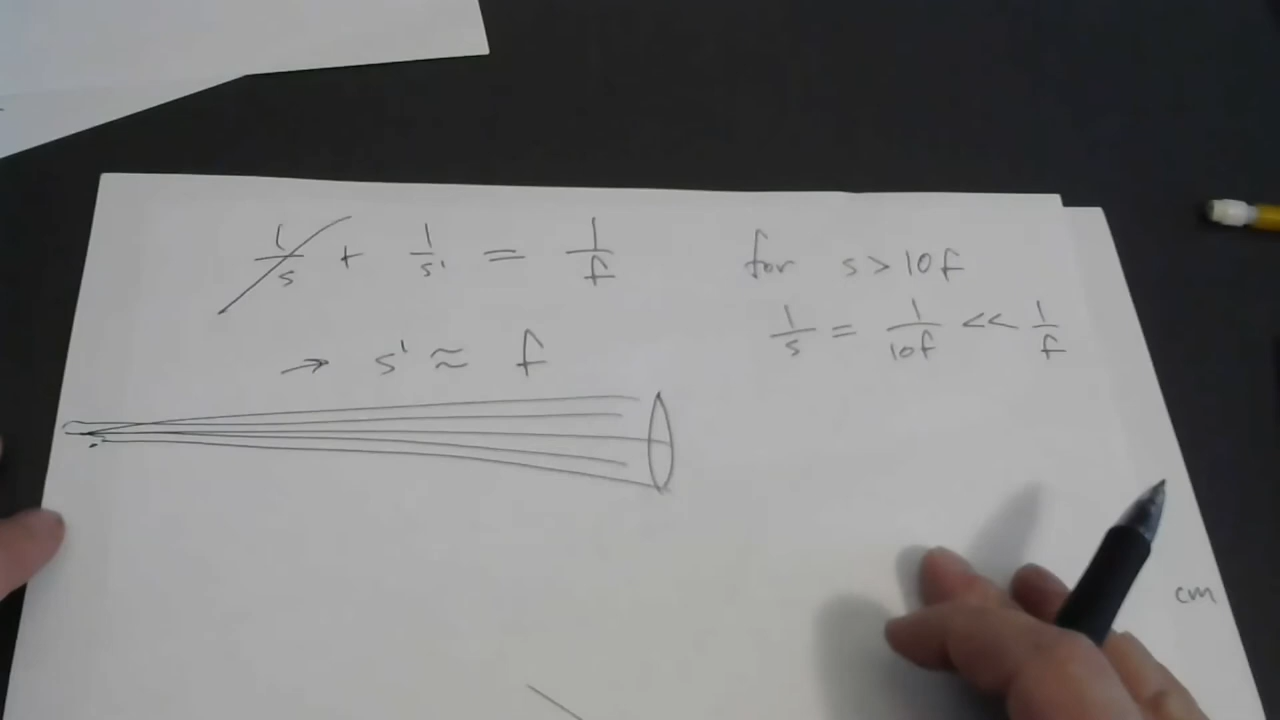 1/s + 1/s' = 1/f
for s > 10f
1/s = 1/10f << 1/f
→ s' ≈ f
cm